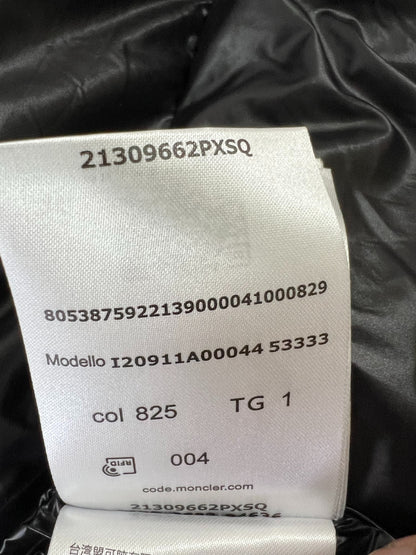 21309662PXSQ
8053875922139000041000829
Modello I20911A00044 53333
col 825 TG 1
RFID 004
code.moncler.com
21309662PXSQ